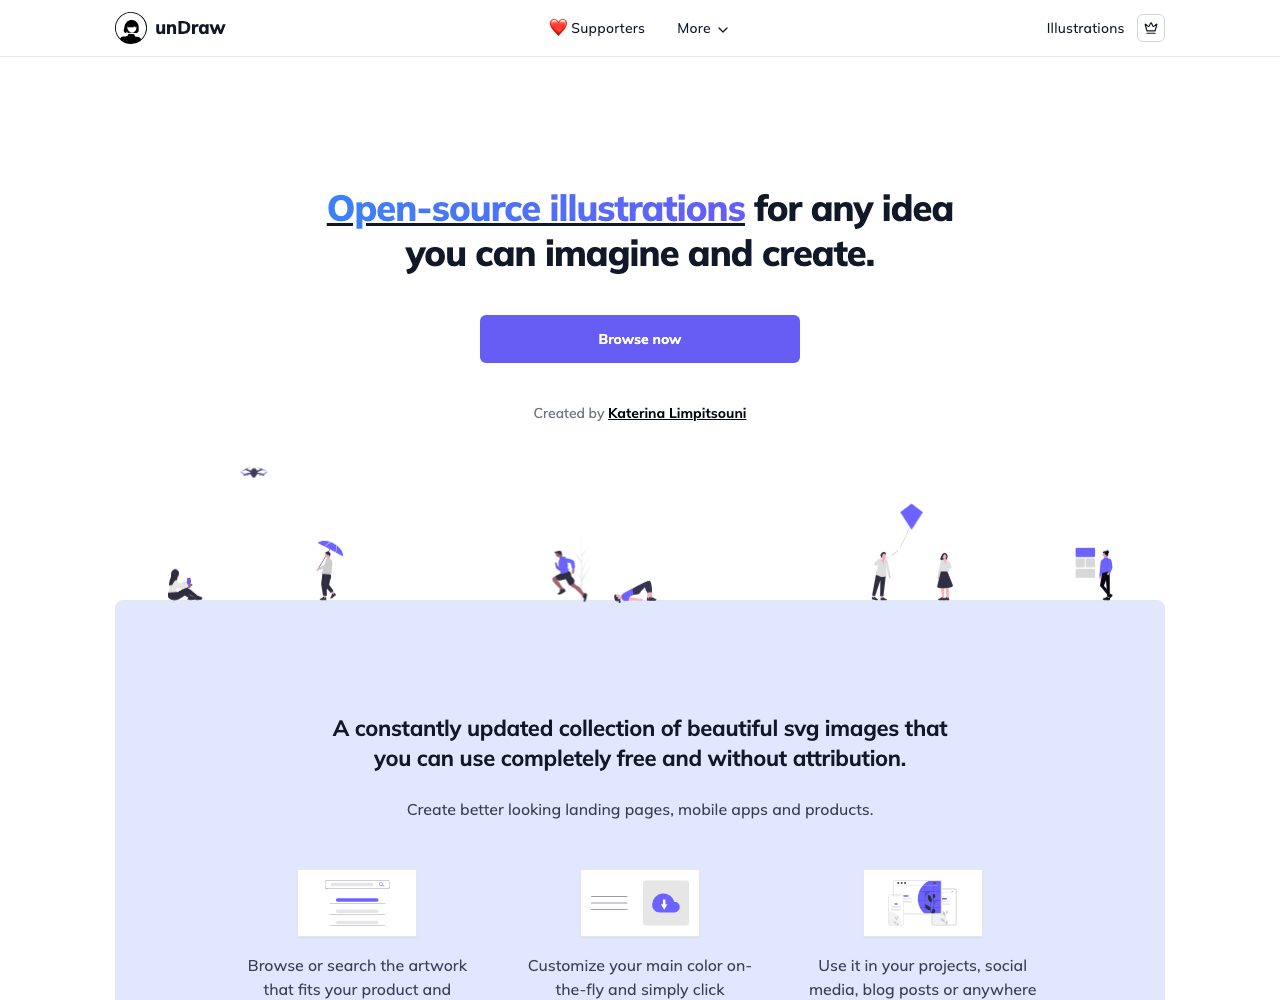 unDraw
❤️ Supporters
More
Illustrations
Open-source illustrations for any idea
you can imagine and create.
Browse now
Created by Katerina Limpitsouni
A constantly updated collection of beautiful svg images that
you can use completely free and without attribution.
Create better looking landing pages, mobile apps and products.
Browse or search the artwork
that fits your product and
Customize your main color on-
the-fly and simply click
Use it in your projects, social
media, blog posts or anywhere